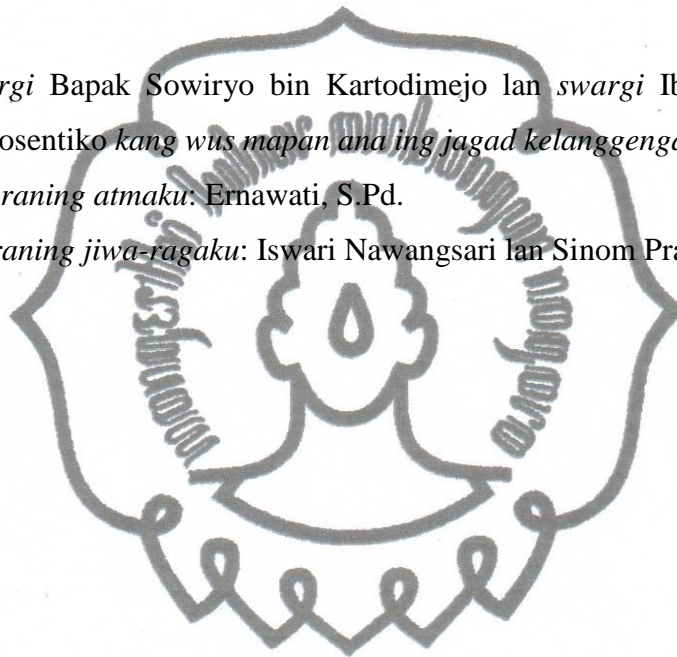 rgi Bapak Sowiryo bin Kartodimejo lan swargi Ib
osentiko kang wus mapan ana ing jagad kelanggeng
raning atmaku: Ernawati, S.Pd.
raning jiwa-ragaku: Iswari Nawangsari lan Sinom Pra